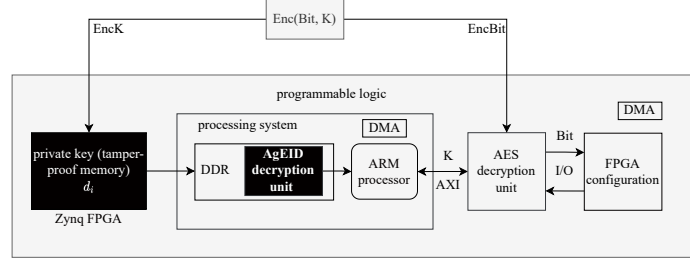 Enc(Bit, K)
EncK
EncBit
programmable logic
DMA
processing system
DMA
private key (tamper-
proof memory)
d_i
Zynq FPGA
DDR
AgEID
decryption
unit
ARM
processor
K
AXI
AES
decryption
unit
Bit
I/O
FPGA
configuration